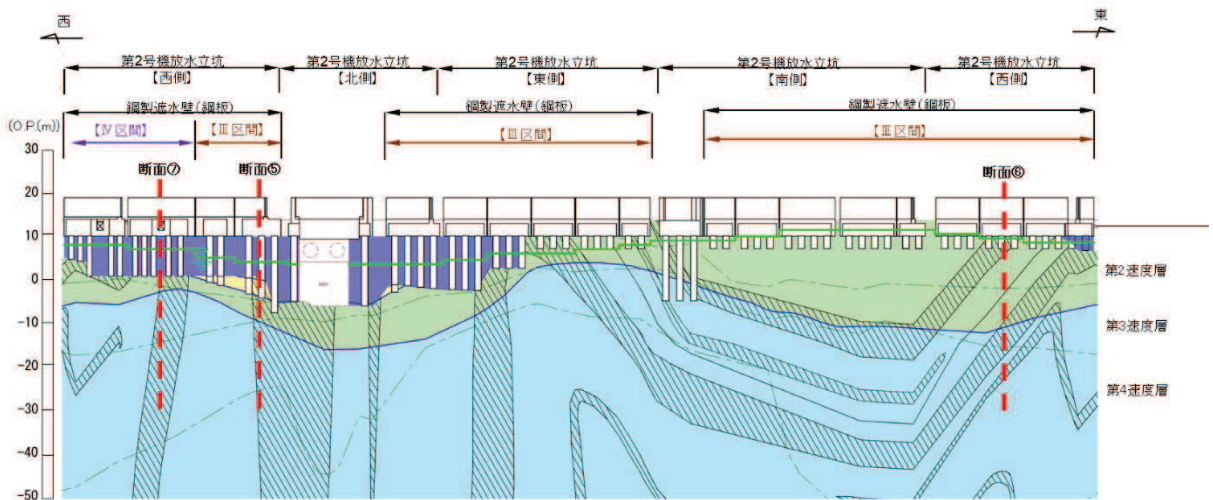 西
東
第2号機放水立坑
【西側】
第2号機放水立坑
【北側】
第2号機放水立坑
【東側】
第2号機放水立坑
【南側】
第2号機放水立坑
【西側】
鋼製遮水壁(鋼板)
鋼製遮水壁(鋼板)
鋼製遮水壁(鋼板)
(O.P.(m))
【Ⅳ区間】
【Ⅲ区間】
【Ⅲ区間】
【Ⅲ区間】
断面⑦
断面⑤
断面⑥
30
20
10
0
-10
-20
-30
-40
-50
第2速度層
第3速度層
第4速度層